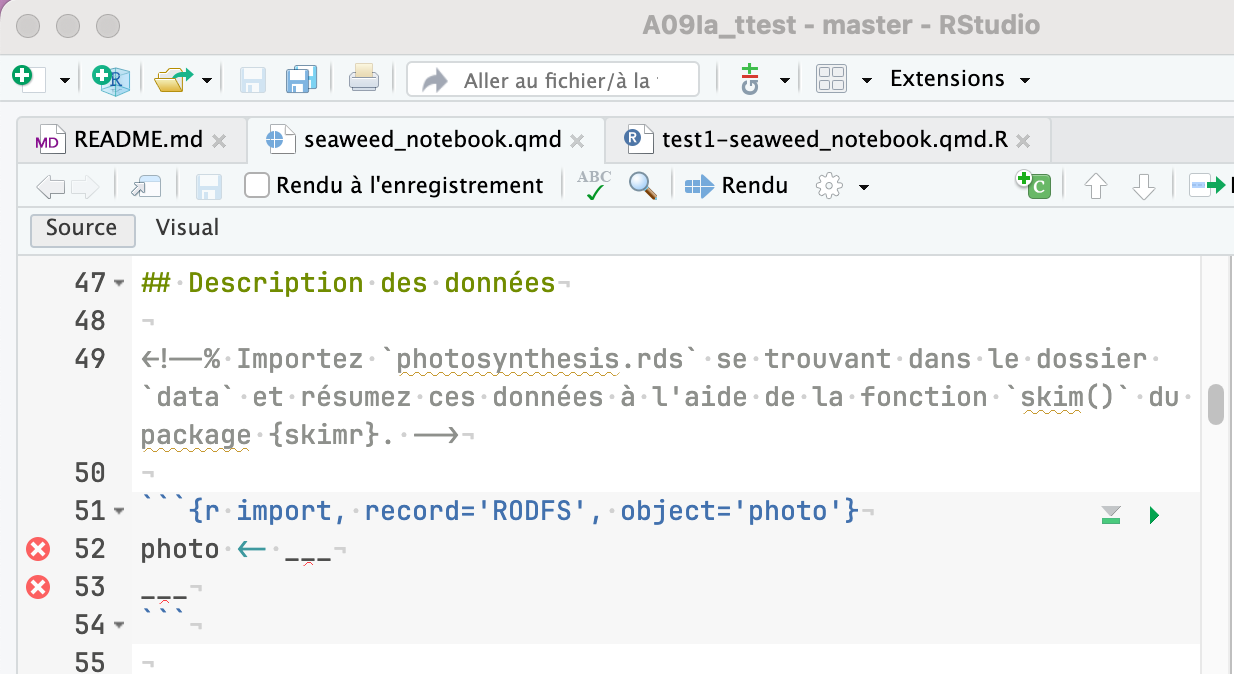 A09Ia_ttest - master - RStudio
Aller au fichier/à la
Extensions
README.md
seaweed_notebook.qmd
test1-seaweed_notebook.qmd.R
Rendu à l'enregistrement
ABC
Rendu
Source
Visual
47 ## Description des données
48
49 <!--% Importez `photosynthesis.rds` se trouvant dans le dossier
`data` et résumez ces données à l'aide de la fonction `skim()` du
package {skimr}. -->
50
51 ```{r import, record='RODFS', object='photo'}
52 photo <- ___
53 ___
54 ```
55